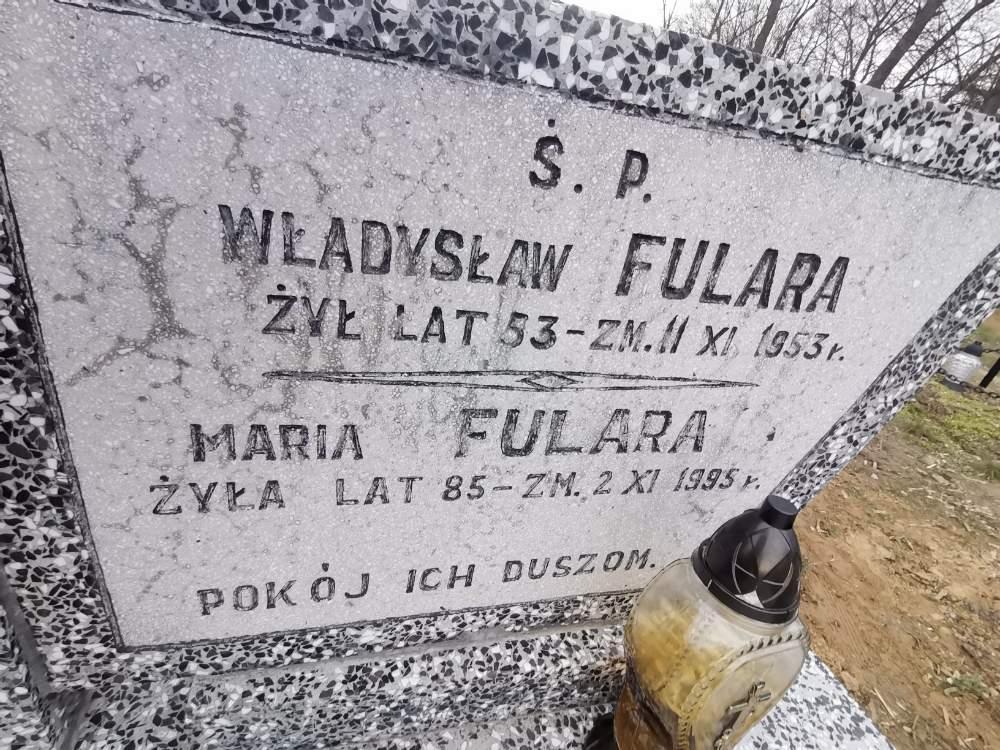 Ś. P.
WŁADYSŁAW FULARA
ŻYŁ LAT 53 - ZM. 11 XI 1953 r.
MARIA FULARA
ŻYŁA LAT 85 - ZM. 2 XI 1995 r.
POKÓJ ICH DUSZOM.